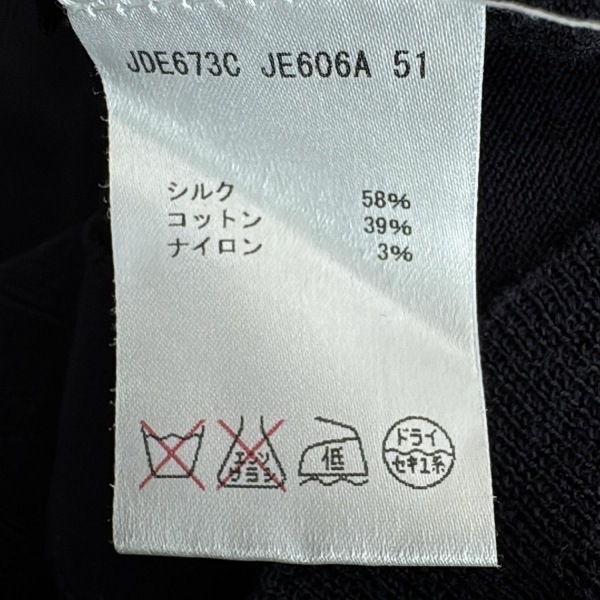 JDE673C JE606A 51
シルク 58%
コットン 39%
ナイロン 3%
エンソ
サラシ
低
ドライ
セキユ系